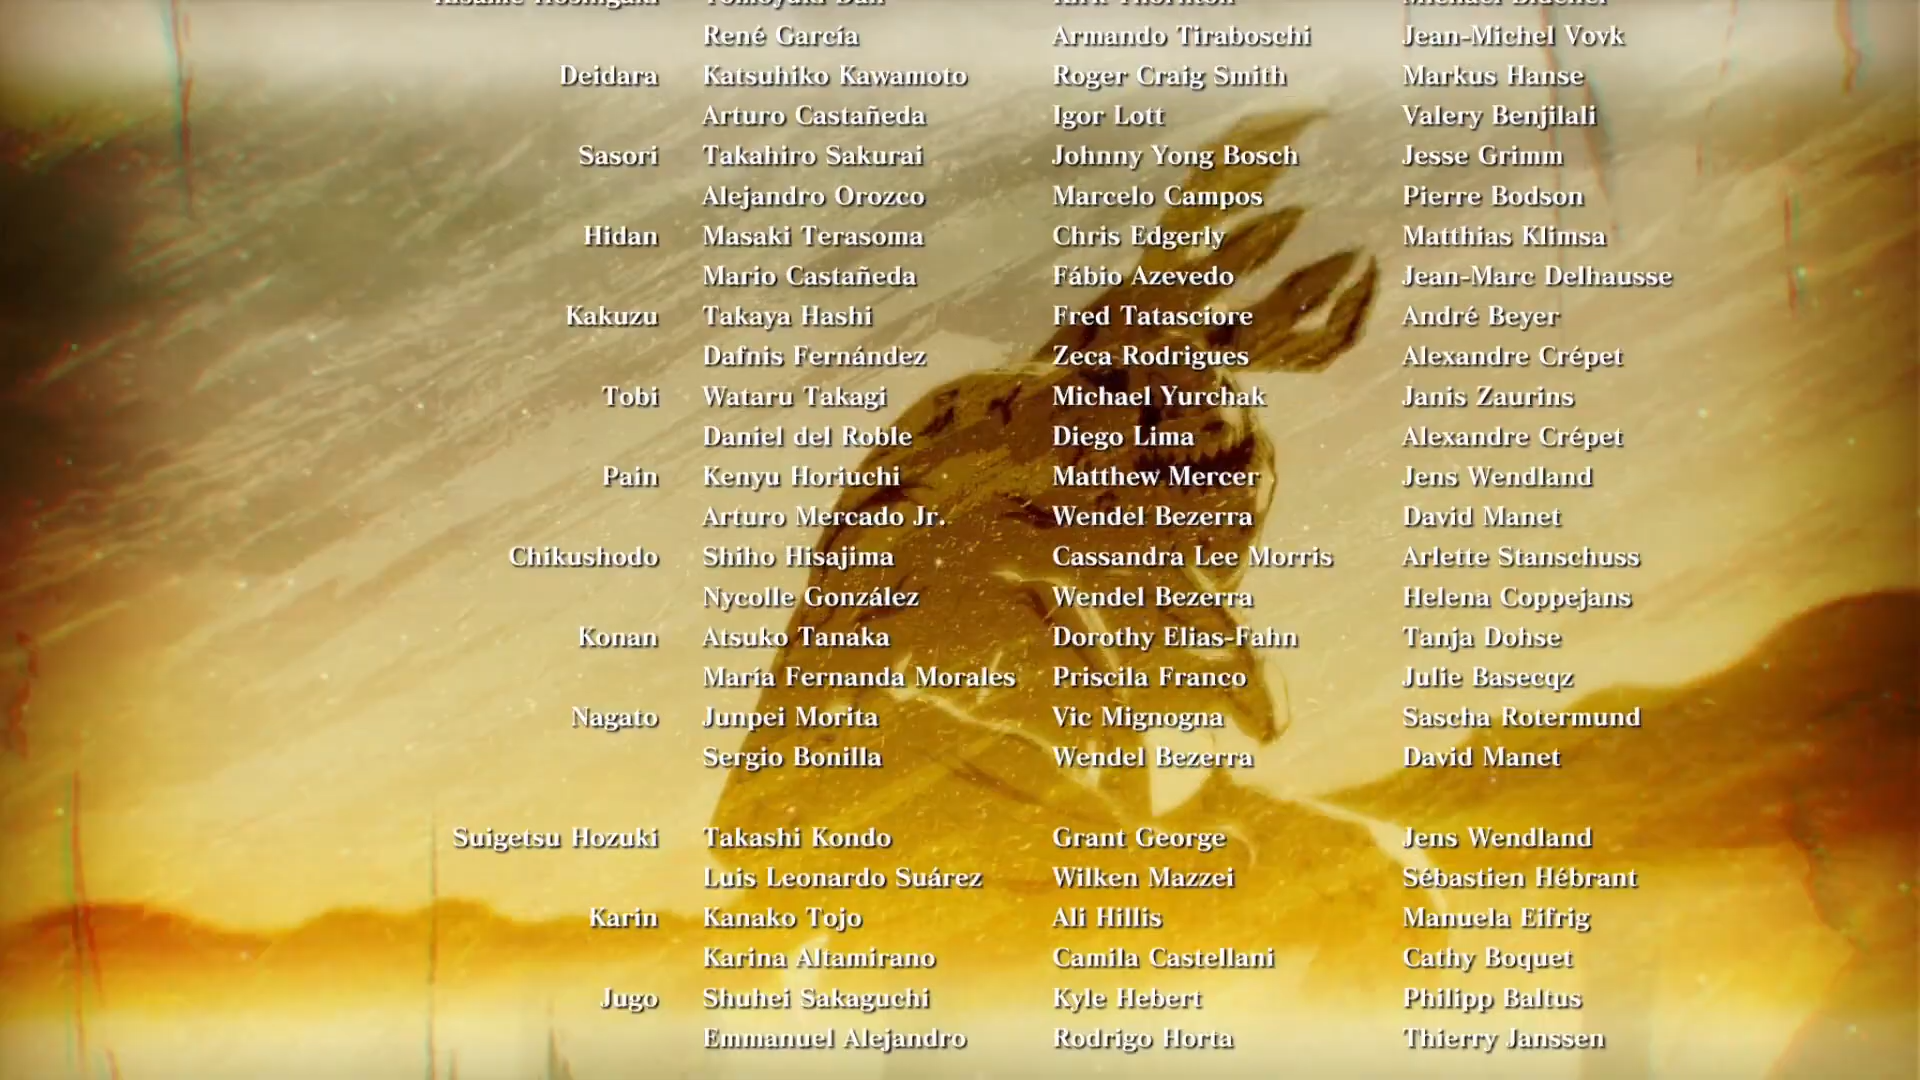 René García Armando Tiraboschi Jean-Michel Vovk
Deidara Katsuhiko Kawamoto Roger Craig Smith Markus Hanse
Arturo Castañeda Igor Lott Valery Benjilali
Sasori Takahiro Sakurai Johnny Yong Bosch Jesse Grimm
Alejandro Orozco Marcelo Campos Pierre Bodson
Hidan Masaki Terasoma Chris Edgerly Matthias Klimsa
Mario Castañeda Fábio Azevedo Jean-Marc Delhausse
Kakuzu Takaya Hashi Fred Tatasciore André Beyer
Dafnis Fernández Zeca Rodrigues Alexandre Crépet
Tobi Wataru Takagi Michael Yurchak Janis Zaurins
Daniel del Roble Diego Lima Alexandre Crépet
Pain Kenyu Horiuchi Matthew Mercer Jens Wendland
Arturo Mercado Jr. Wendel Bezerra David Manet
Chikushodo Shiho Hisajima Cassandra Lee Morris Arlette Stanschuss
Nycolle González Wendel Bezerra Helena Coppejans
Konan Atsuko Tanaka Dorothy Elias-Fahn Tanja Dohse
María Fernanda Morales Priscila Franco Julie Basecqz
Nagato Junpei Morita Vic Mignogna Sascha Rotermund
Sergio Bonilla Wendel Bezerra David Manet
Suigetsu Hozuki Takashi Kondo Grant George Jens Wendland
Luis Leonardo Suárez Wilken Mazzei Sébastien Hébrant
Karin Kanako Tojo Ali Hillis Manuela Eifrig
Karina Altamirano Camila Castellani Cathy Boquet
Jugo Shuhei Sakaguchi Kyle Hebert Philipp Baltus
Emmanuel Alejandro Rodrigo Horta Thierry Janssen